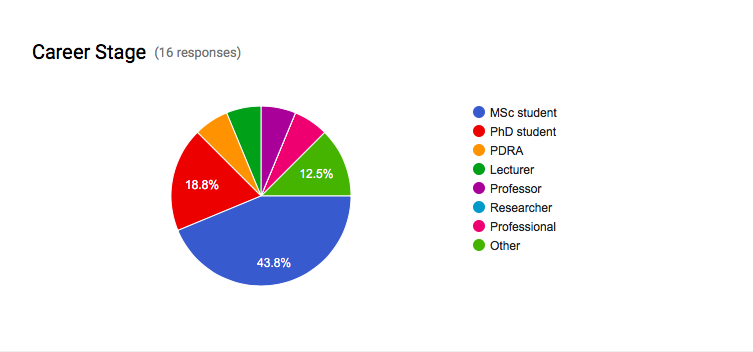 Career Stage (16 responses)
MSc student
PhD student
PDRA
Lecturer
Professor
Researcher
Professional
Other
18.8%
12.5%
43.8%